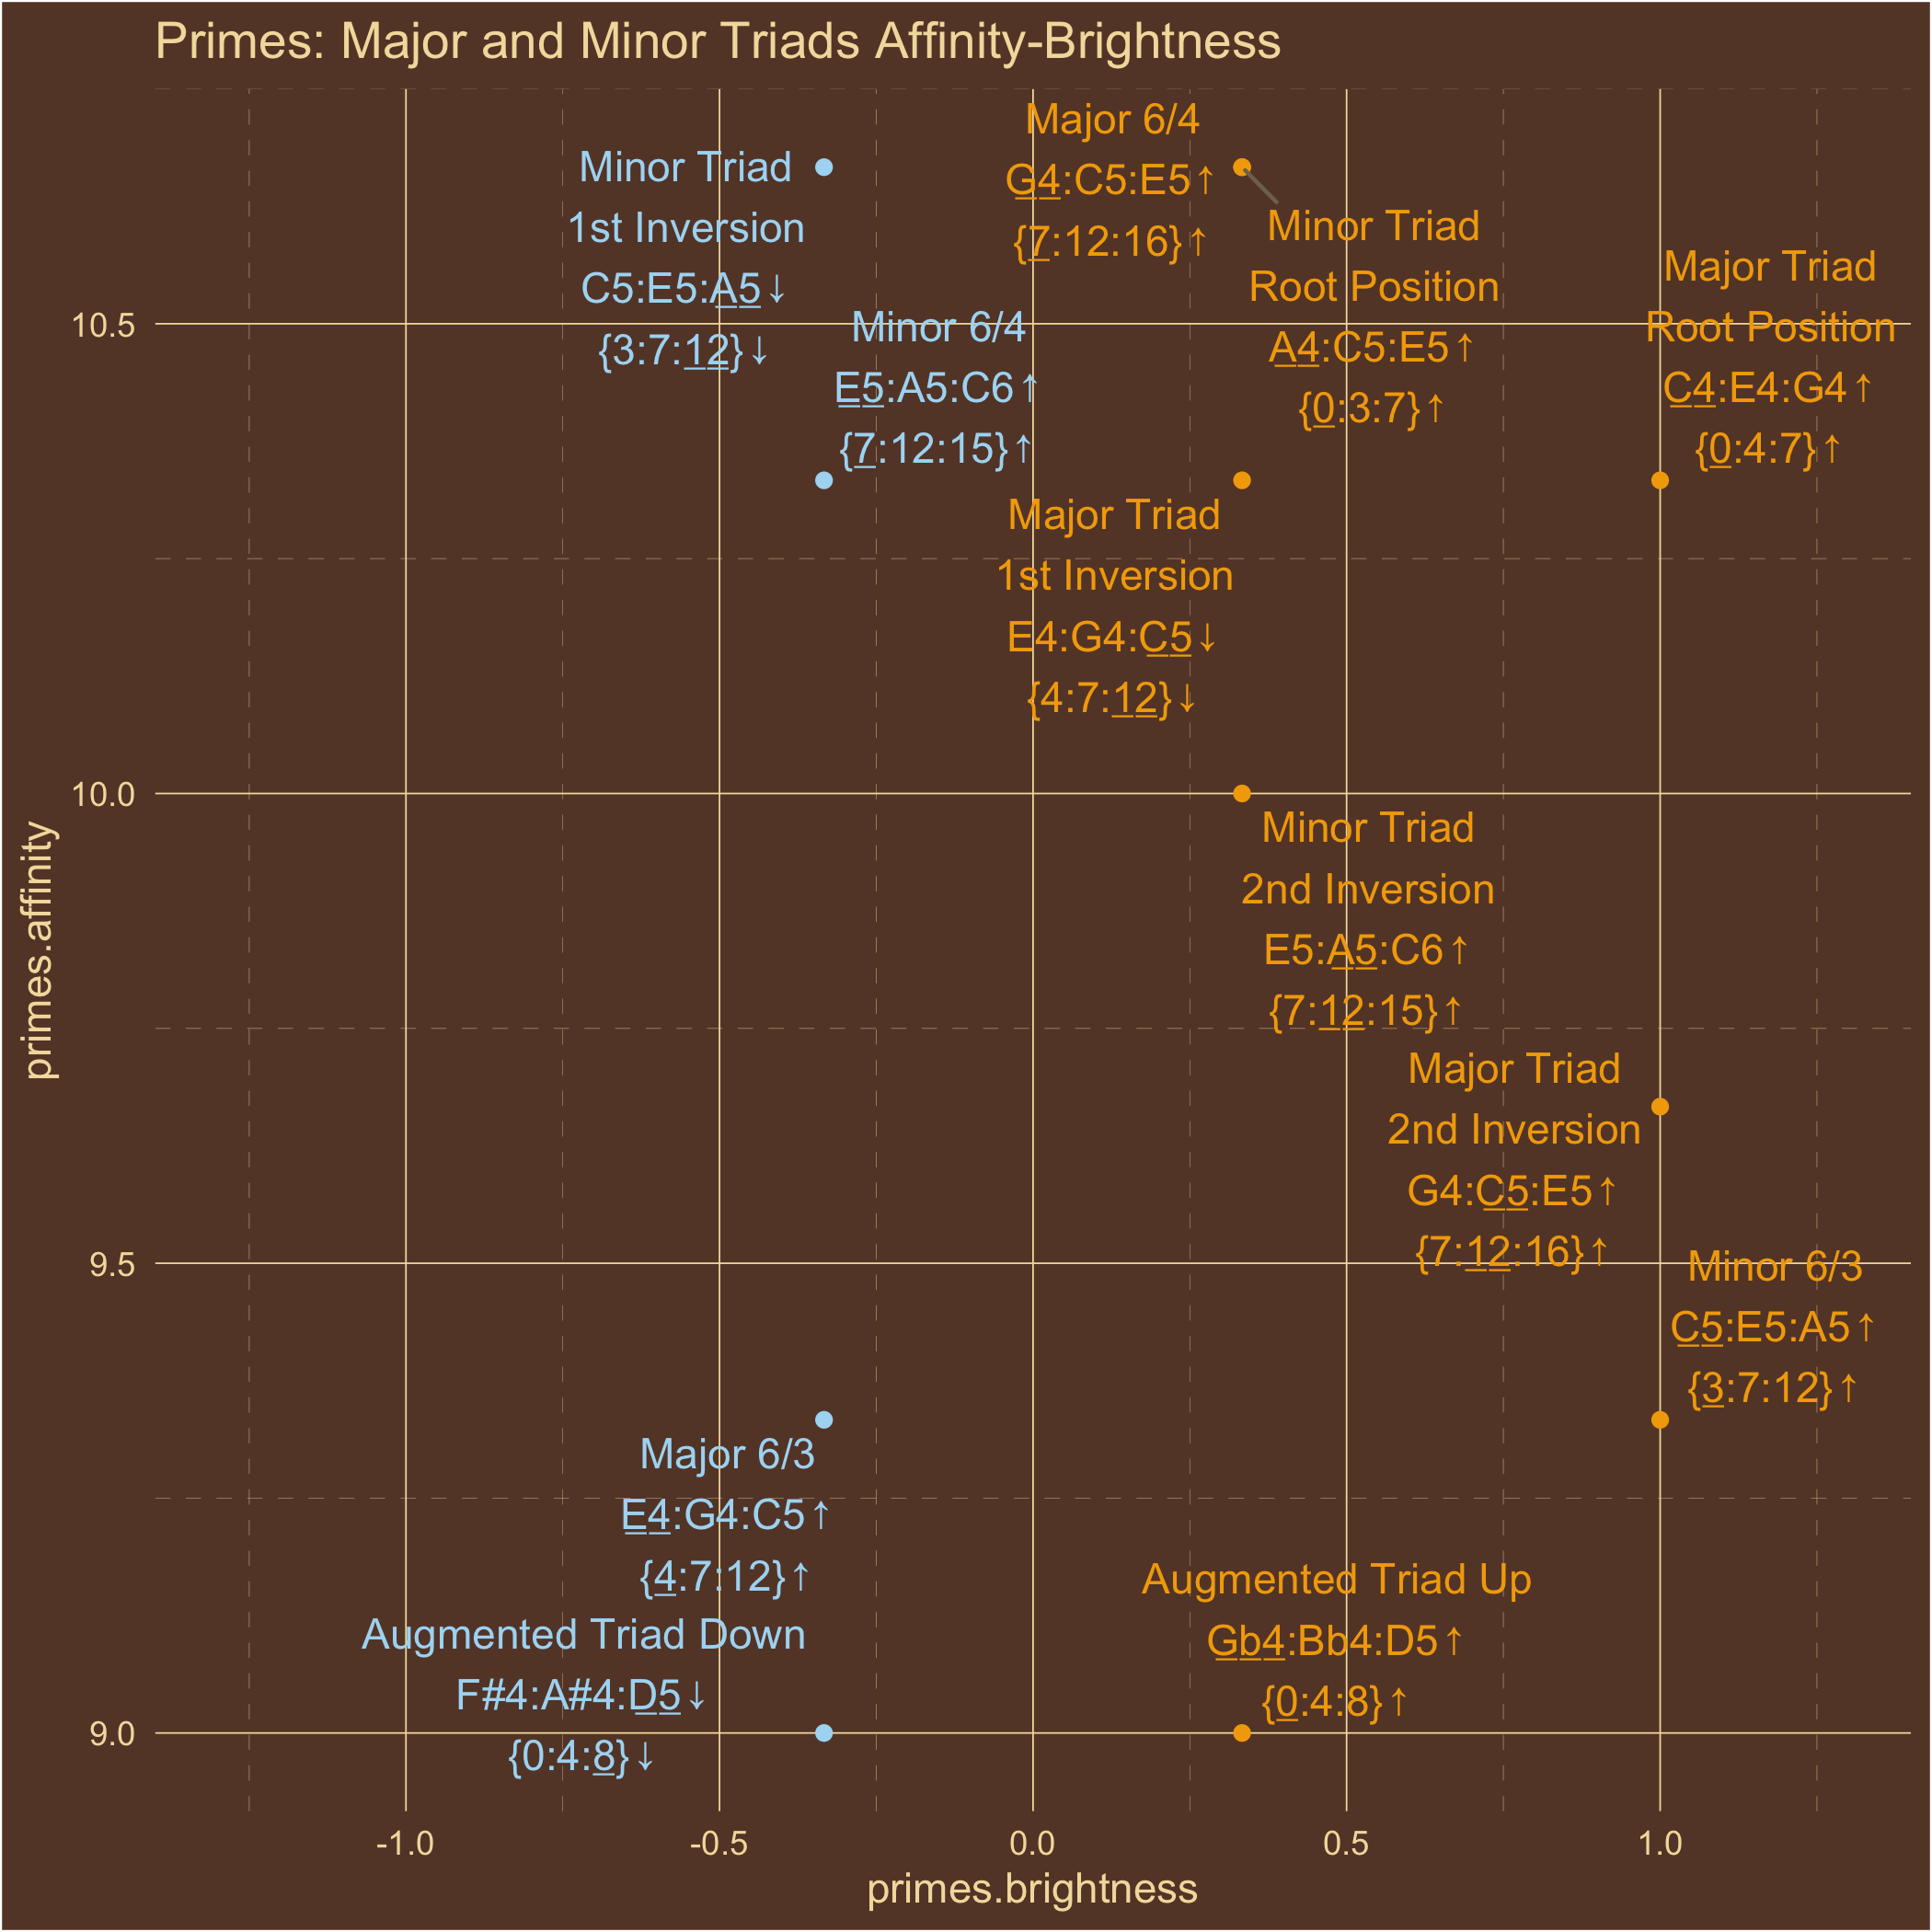 Primes: Major and Minor Triads Affinity-Brightness
Major 6/4
G4:C5:E5↑
{7:12:16}↑
Minor Triad
1st Inversion
C5:E5:A5↓
{3:7:12}↓
Minor Triad
Root Position
A4:C5:E5↑
{0:3:7}↑
Major Triad
Root Position
C4:E4:G4↑
{0:4:7}↑
Minor 6/4
E5:A5:C6↑
{7:12:15}↑
Major Triad
1st Inversion
E4:G4:C5↓
{4:7:12}↓
Minor Triad
2nd Inversion
E5:A5:C6↑
{7:12:15}↑
Major Triad
2nd Inversion
G4:C5:E5↑
{7:12:16}↑
Minor 6/3
C5:E5:A5↑
{3:7:12}↑
Major 6/3
E4:G4:C5↑
{4:7:12}↑
Augmented Triad Up
Gb4:Bb4:D5↑
{0:4:8}↑
Augmented Triad Down
F#4:A#4:D5↓
{0:4:8}↓
10.5
10.0
9.5
9.0
primes.affinity
-1.0
-0.5
0.0
0.5
1.0
primes.brightness